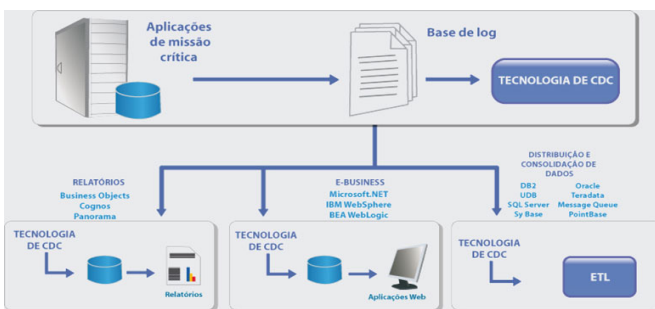 Aplicações
de missão
crítica
Base de log
TECNOLOGIA DE CDC
RELATÓRIOS
Business Objects
Cognos
Panorama
E-BUSINESS
Microsoft.NET
IBM WebSphere
BEA WebLogic
DISTRIBUIÇÃO E
CONSOLIDAÇÃO DE
DADOS
DB2 Oracle
UDB Teradata
SQL Server Message Queue
Sy Base PointBase
TECNOLOGIA
DE CDC
Relatórios
TECNOLOGIA
DE CDC
Aplicações Web
TECNOLOGIA
DE CDC
ETL